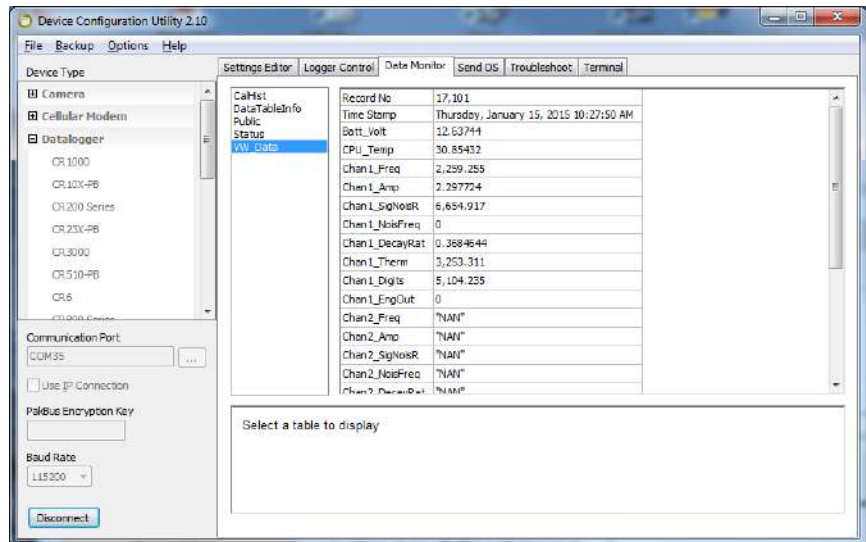 Device Configuration Utility 2.10
File Backup Options Help
Device Type
Camera
Cellular Modem
Datalogger
CR1000
CR10X-PB
CR200 Series
CR23X-PB
CR3000
CR510-PB
CR6
CR800 Series
Communication Port
COM35
...
Use IP Connection
PakBus Encryption Key
Baud Rate
115200
Disconnect
Settings Editor Logger Control Data Monitor Send OS Troubleshoot Terminal
CalHist
DataTableInfo
Public
Status
VW_Data
Record No 17,101
Time Stamp Thursday, January 15, 2015 10:27:50 AM
Batt_Volt 12.63744
CPU_Temp 30.85432
Chan1_Freq 2,259.255
Chan1_Amp 2.297724
Chan1_SigNoisR 6,654.917
Chan1_NoisFreq 0
Chan1_DecayRat 0.3684644
Chan1_Therm 3,253.311
Chan1_Digits 5,104.235
Chan1_EngOut 0
Chan2_Freq "NAN"
Chan2_Amp "NAN"
Chan2_SigNoisR "NAN"
Chan2_NoisFreq "NAN"
Chan2_DecayRat "NAN"
Select a table to display